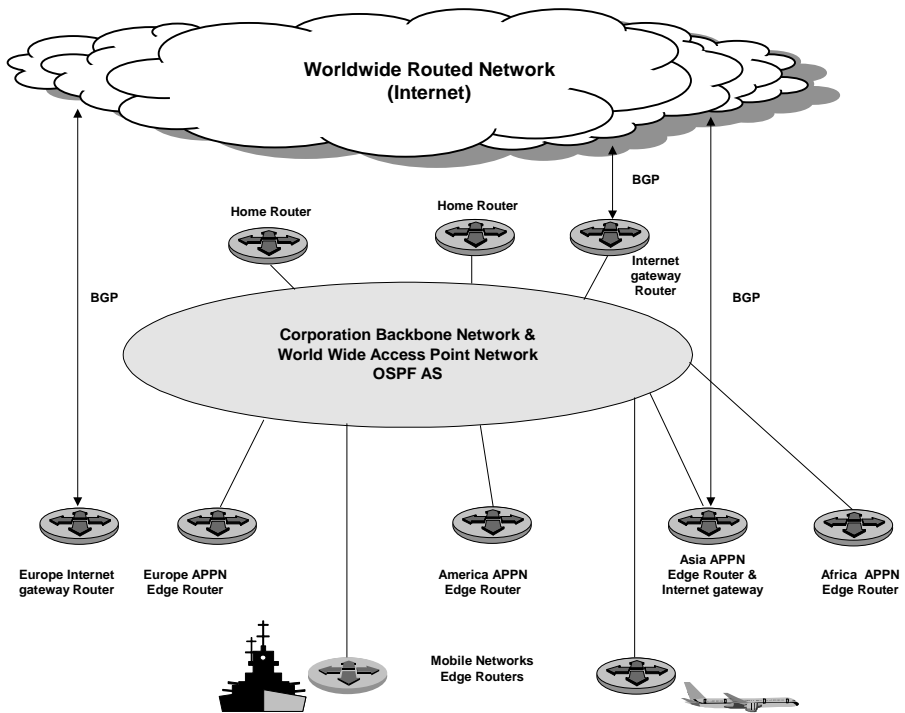 Worldwide Routed Network
(Internet)
BGP
Home Router
Home Router
Internet
gateway
Router
BGP
BGP
Corporation Backbone Network &
World Wide Access Point Network
OSPF AS
Europe Internet
gateway Router
Europe APPN
Edge Router
America APPN
Edge Router
Asia APPN
Edge Router &
Internet gateway
Africa APPN
Edge Router
Mobile Networks
Edge Routers